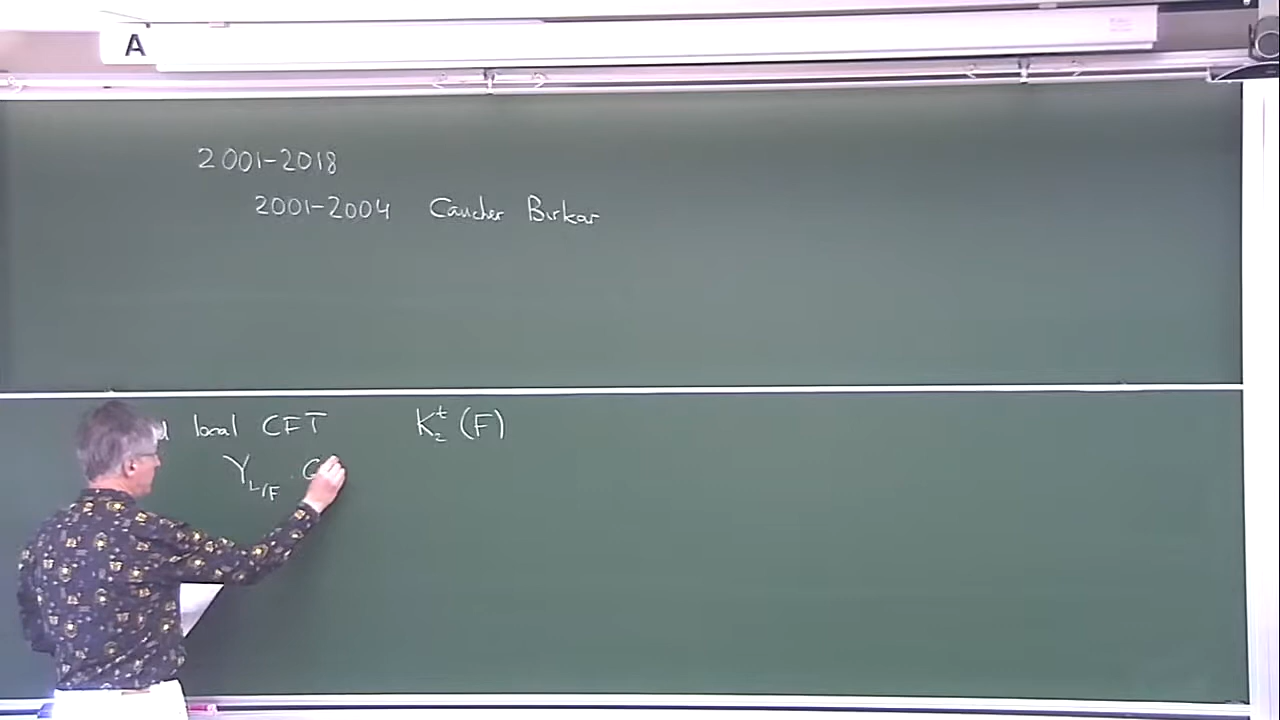 A
2001-2018
2001-2004 Caucher Birkar
local CFT K₂ᵗ (F)
Y_L/F